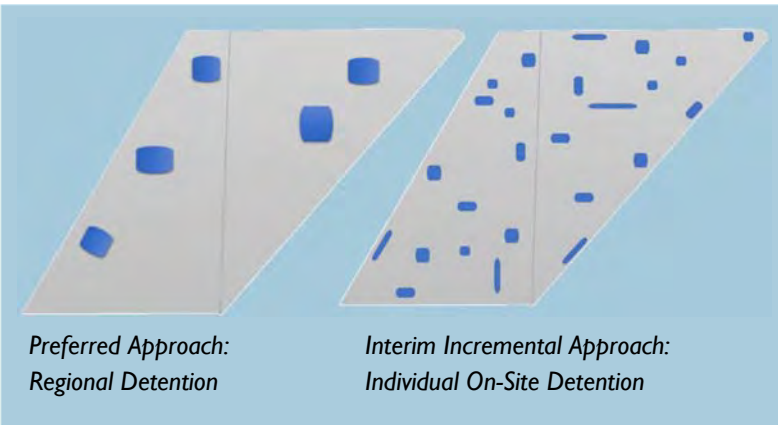 Preferred Approach:
Regional Detention
Interim Incremental Approach:
Individual On-Site Detention